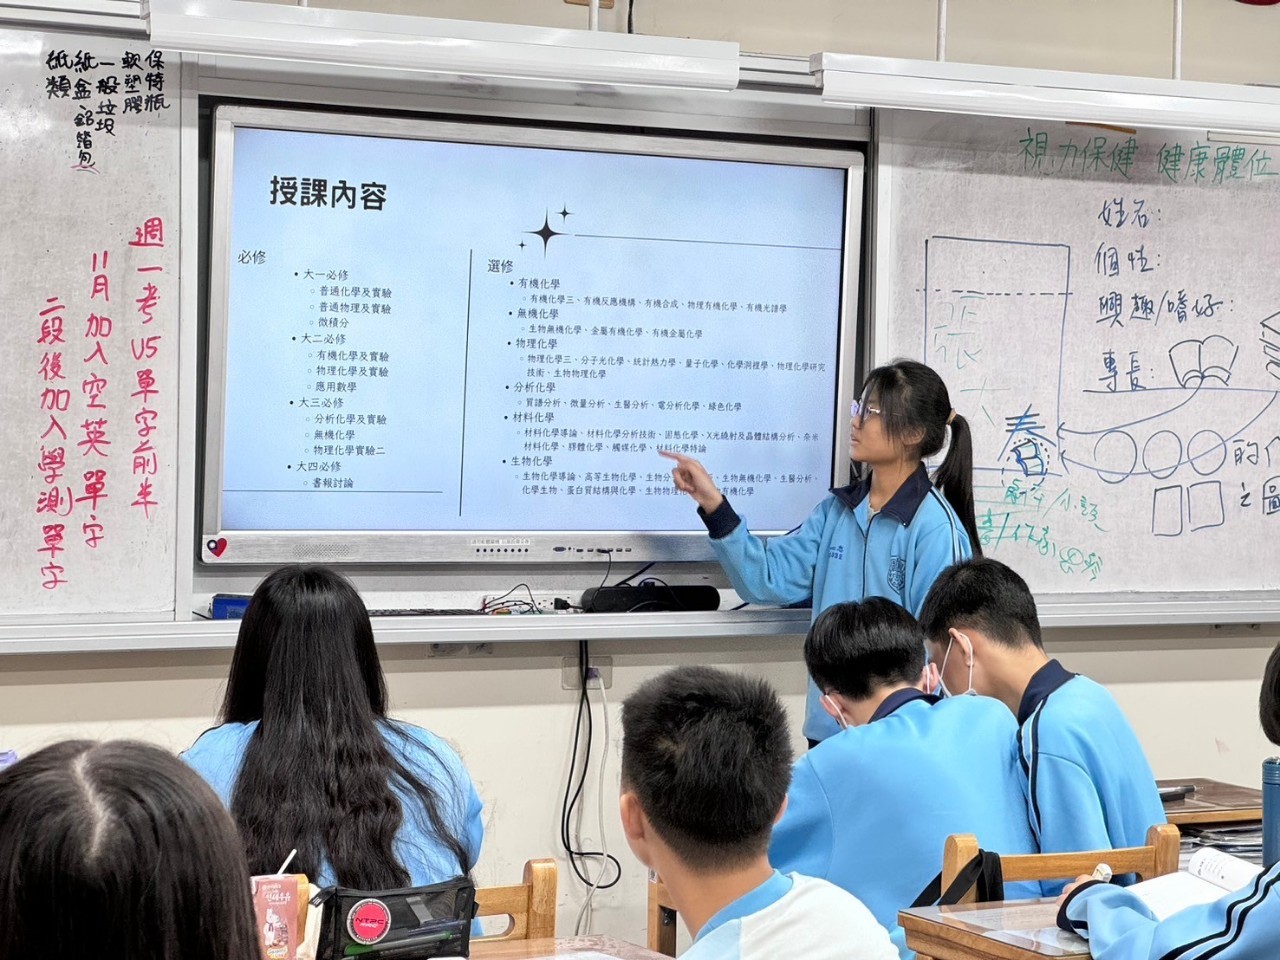 保特瓶
軟塑膠
一般垃圾
紙盒、鋁箔包
紙類
週一考 U5 單字前半
11月加入空英單字
二段後加入學測單字
授課內容
必修
• 大一必修
○ 普通化學及實驗
○ 普通物理及實驗
○ 微積分
• 大二必修
○ 有機化學及實驗
○ 物理化學及實驗
○ 應用數學
• 大三必修
○ 分析化學及實驗
○ 無機化學
○ 物理化學實驗二
• 大四必修
○ 書報討論
選修
• 有機化學
○ 有機化學三、有機反應機構、有機合成、物理有機化學、有機光譜學
• 無機化學
○ 生物無機化學、金屬有機化學、有機金屬化學
• 物理化學
○ 物理化學三、分子光化學、統計熱力學、量子化學、化學洞裡學、物理化學研究
技術、生物物理化學
• 分析化學
○ 質譜分析、微量分析、生醫分析、電分析化學、綠色化學
• 材料化學
○ 材料化學導論、材料化學分析技術、固態化學、X光繞射及晶體結構分析、奈米
材料化學、膠體化學、觸媒化學、材料化學特論
• 生物化學
○ 生物化學導論、高等生物化學、生物分、生物無機化學、生醫分析、
化學生物、蛋白質結構與化學、生物物理化有機化學
視力保健 健康體位
姓名：
個性：
興趣/嗜好：
專長：
張
春
的個
之圖
NTPC